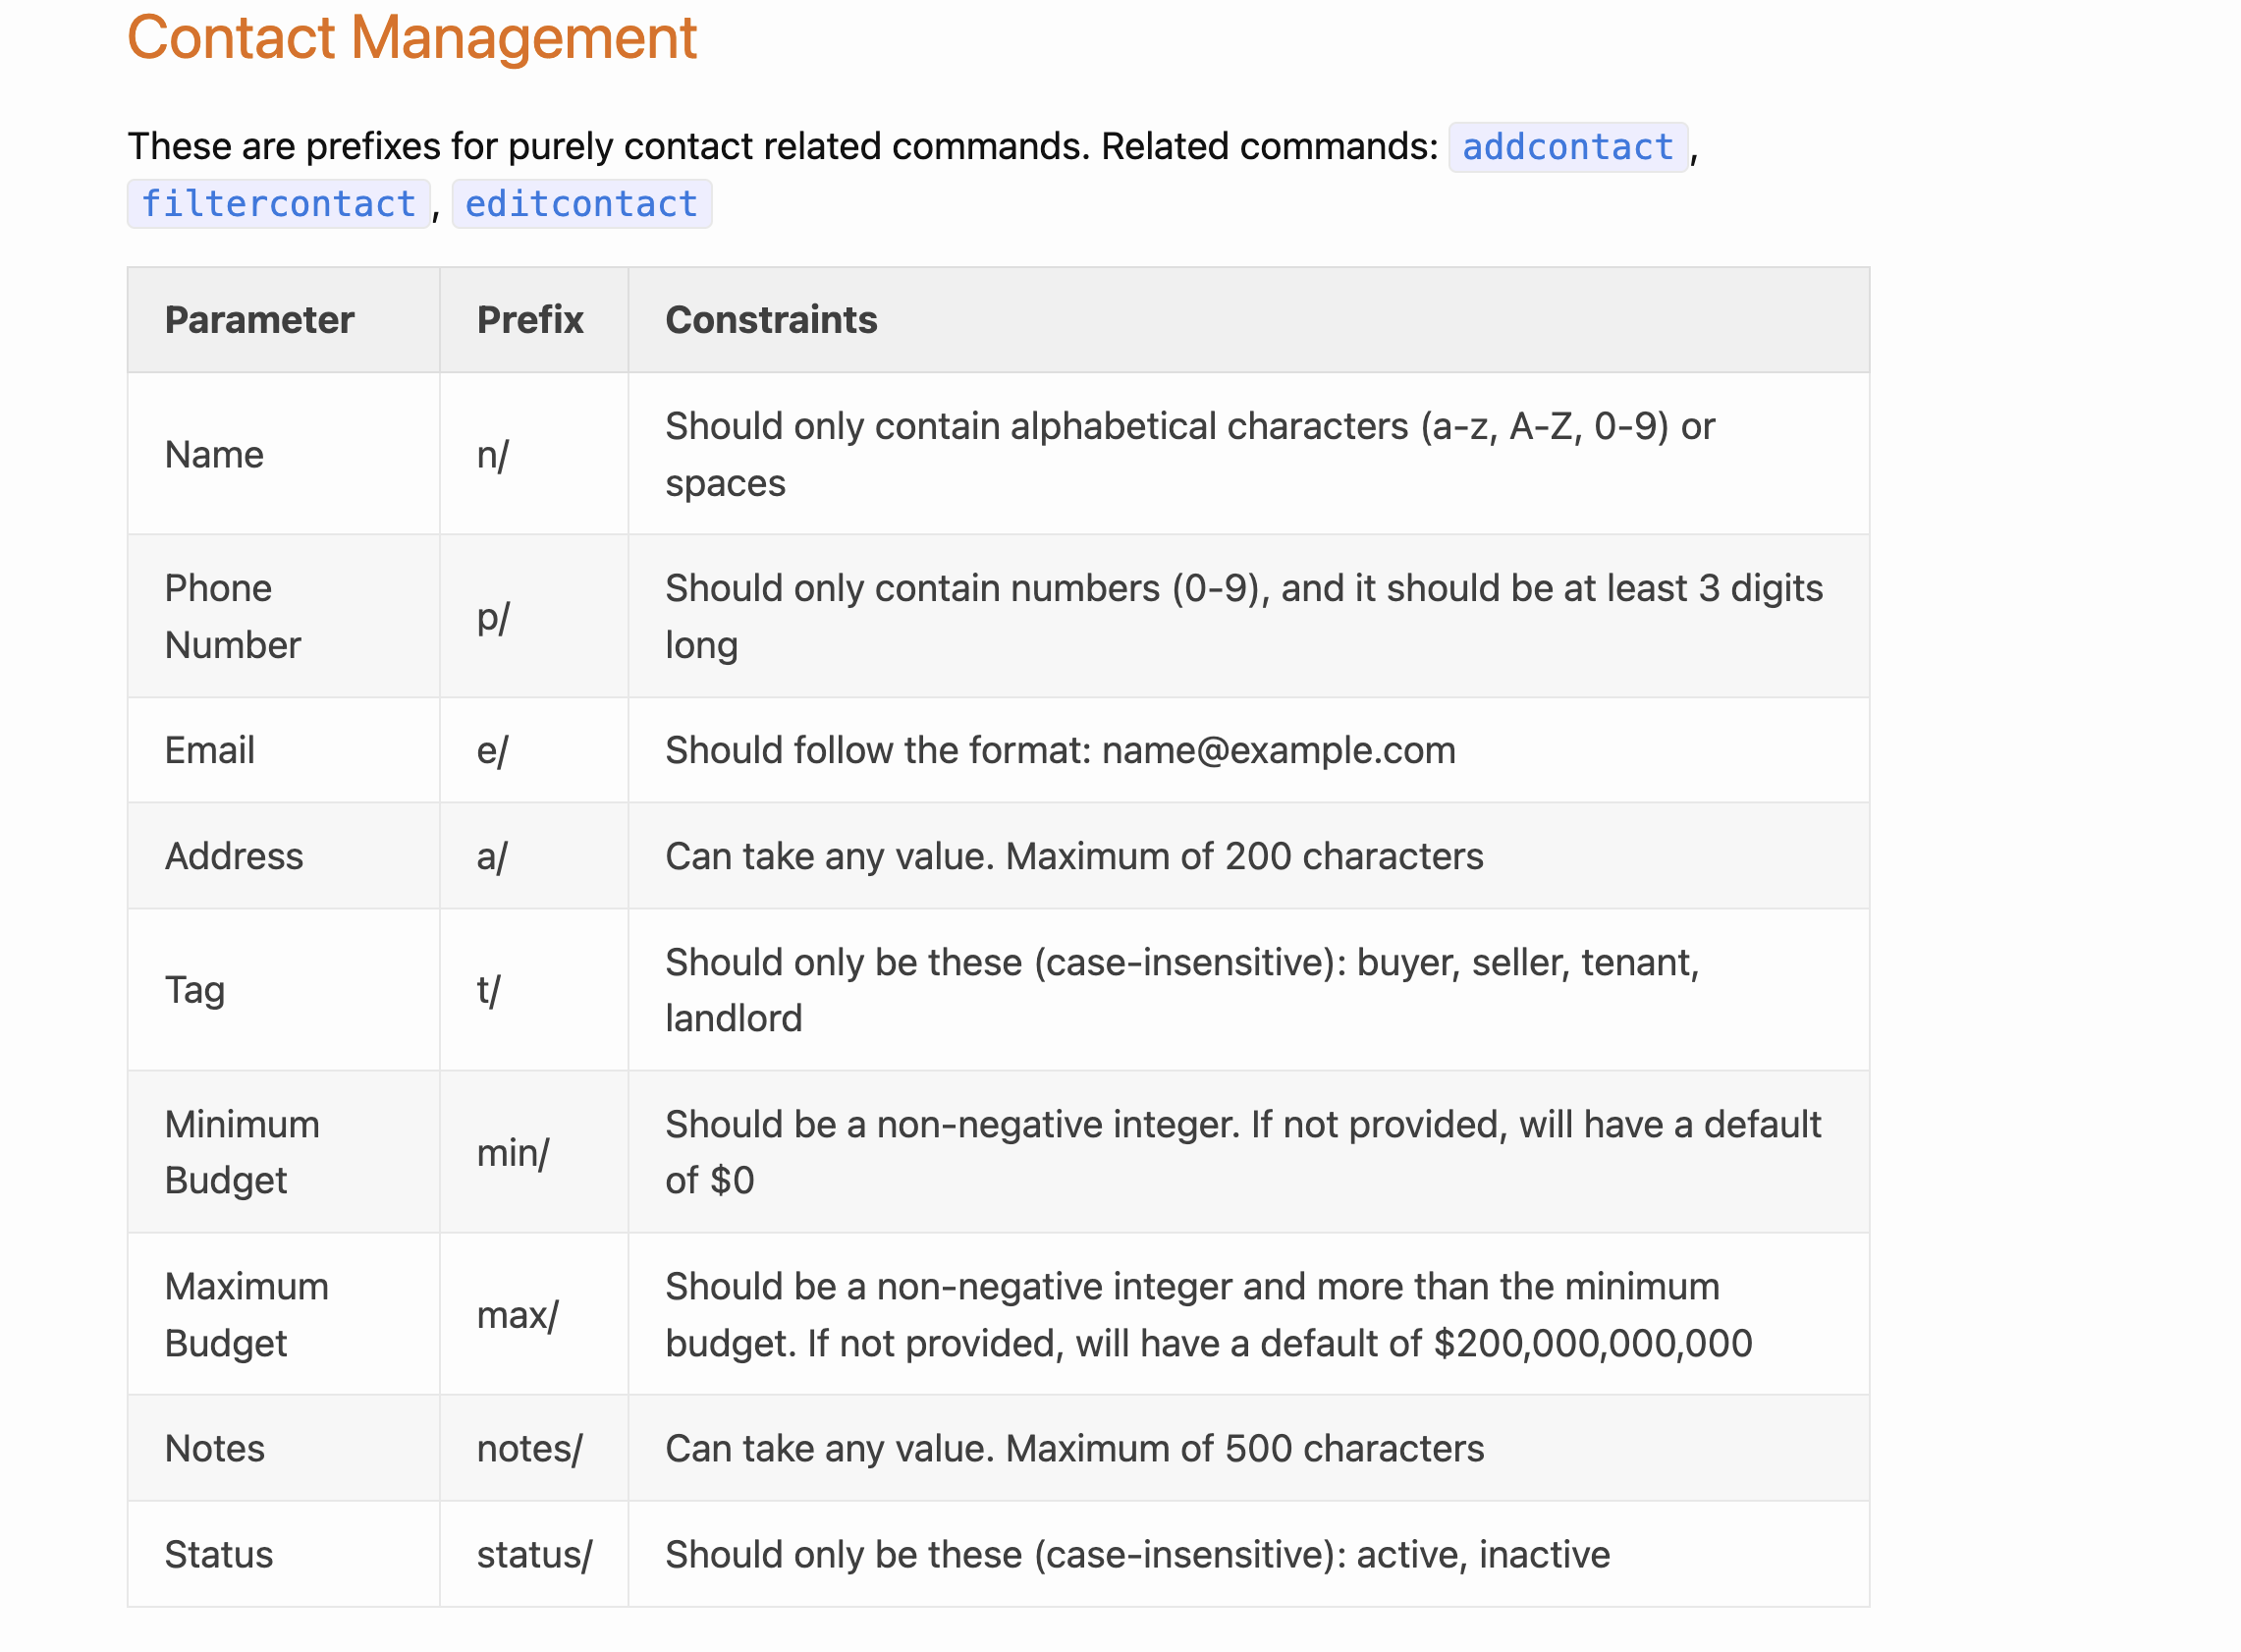 Contact Management
These are prefixes for purely contact related commands. Related commands: addcontact,
filtercontact, editcontact
Parameter Prefix Constraints
Name n/ Should only contain alphabetical characters (a-z, A-Z, 0-9) or
spaces
Phone
Number p/ Should only contain numbers (0-9), and it should be at least 3 digits
long
Email e/ Should follow the format: name@example.com
Address a/ Can take any value. Maximum of 200 characters
Tag t/ Should only be these (case-insensitive): buyer, seller, tenant,
landlord
Minimum
Budget min/ Should be a non-negative integer. If not provided, will have a default
of $0
Maximum
Budget max/ Should be a non-negative integer and more than the minimum
budget. If not provided, will have a default of $200,000,000,000
Notes notes/ Can take any value. Maximum of 500 characters
Status status/ Should only be these (case-insensitive): active, inactive